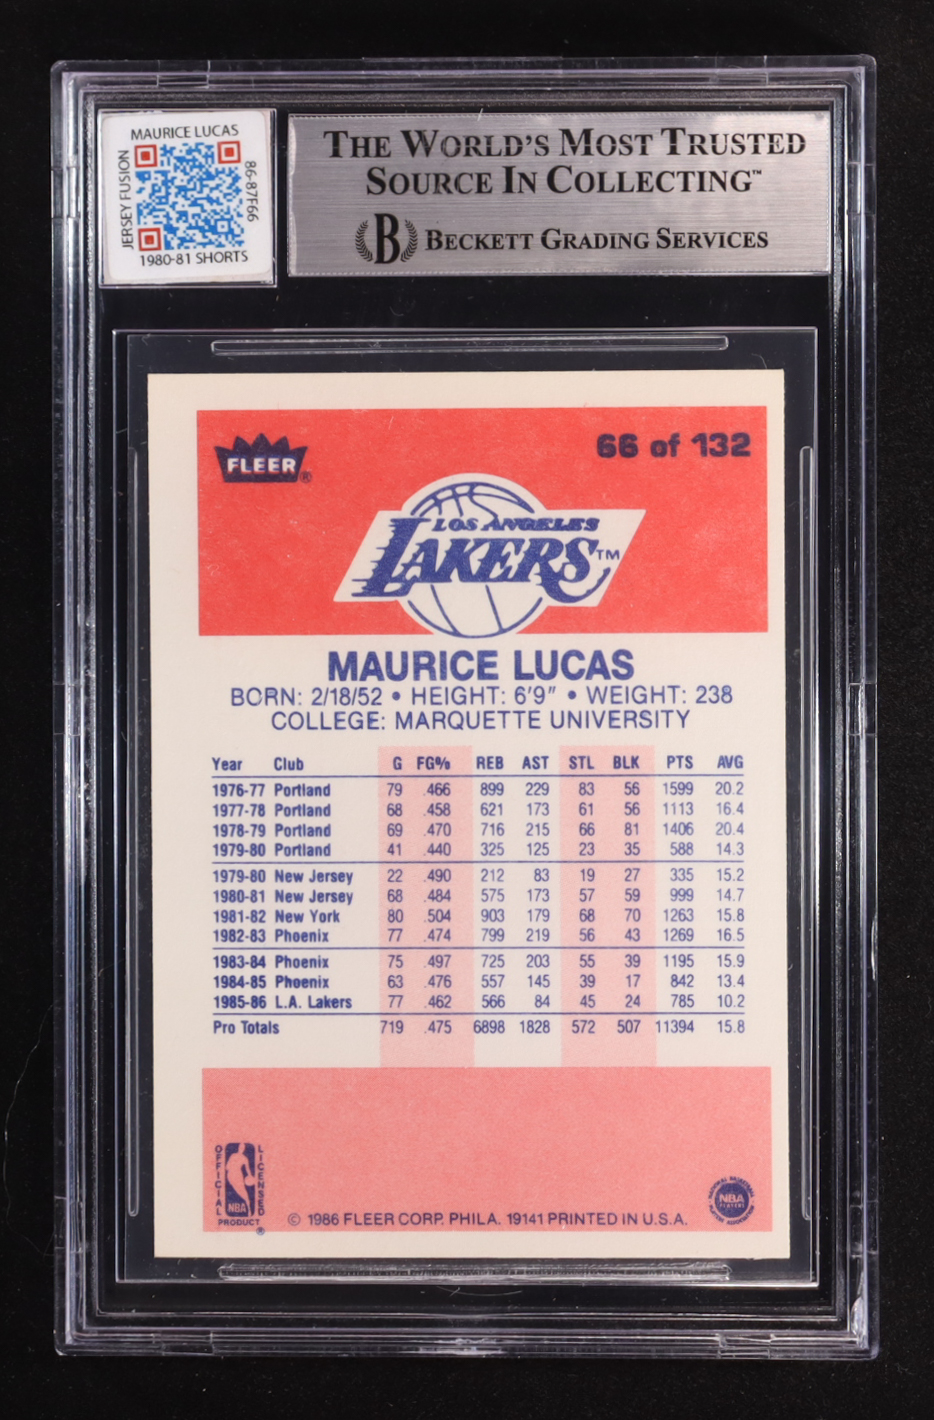 MAURICE LUCAS
JERSEY FUSION
86-87F66
1980-81 SHORTS
THE WORLD'S MOST TRUSTED
SOURCE IN COLLECTING™
B BECKETT GRADING SERVICES
FLEER®
66 of 132
LOS ANGELES
LAKERS™
MAURICE LUCAS
BORN: 2/18/52 • HEIGHT: 6'9" • WEIGHT: 238
COLLEGE: MARQUETTE UNIVERSITY
Year Club G FG% REB AST STL BLK PTS AVG
1976-77 Portland 79 .466 899 229 83 56 1599 20.2
1977-78 Portland 68 .458 621 173 61 56 1113 16.4
1978-79 Portland 69 .470 716 215 66 81 1406 20.4
1979-80 Portland 41 .440 325 125 23 35 588 14.3
1979-80 New Jersey 22 .490 212 83 19 27 335 15.2
1980-81 New Jersey 68 .484 575 173 57 59 999 14.7
1981-82 New York 80 .504 903 179 68 70 1263 15.8
1982-83 Phoenix 77 .474 799 219 56 43 1269 16.5
1983-84 Phoenix 75 .497 725 203 55 39 1195 15.9
1984-85 Phoenix 63 .476 557 145 39 17 842 13.4
1985-86 L.A. Lakers 77 .462 566 84 45 24 785 10.2
Pro Totals 719 .475 6898 1828 572 507 11394 15.8
OFFICIAL
LICENSED
NBA
PRODUCT
®
© 1986 FLEER CORP. PHILA. 19141 PRINTED IN U.S.A.
NATIONAL BASKETBALL
NBA
PLAYERS
PLAYERS ASSOCIATION